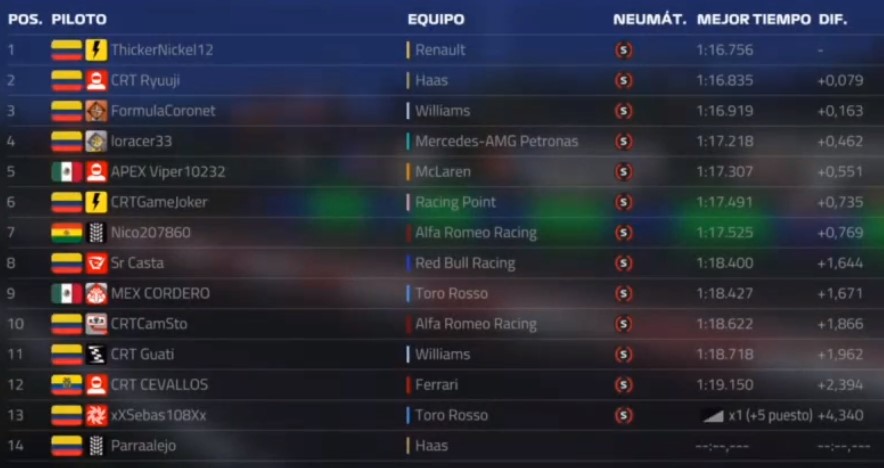 POS. PILOTO EQUIPO NEUMÁT. MEJOR TIEMPO DIF.
1 ThickerNickel12 Renault S 1:16.756 -
2 CRT Ryuuji Haas S 1:16.835 +0,079
3 FormulaCoronet Williams S 1:16.919 +0,163
4 loracer33 Mercedes-AMG Petronas S 1:17.218 +0,462
5 APEX Viper10232 McLaren S 1:17.307 +0,551
6 CRTGameJoker Racing Point S 1:17.491 +0,735
7 Nico207860 Alfa Romeo Racing S 1:17.525 +0,769
8 Sr Casta Red Bull Racing S 1:18.400 +1,644
9 MEX CORDERO Toro Rosso S 1:18.427 +1,671
10 CRTCamSto Alfa Romeo Racing S 1:18.622 +1,866
11 CRT Guati Williams S 1:18.718 +1,962
12 CRT CEVALLOS Ferrari S 1:19.150 +2,394
13 xXSebas108Xx Toro Rosso S x1 (+5 puesto) +4,340
14 Parraalejo Haas --:--,--- --:--,---